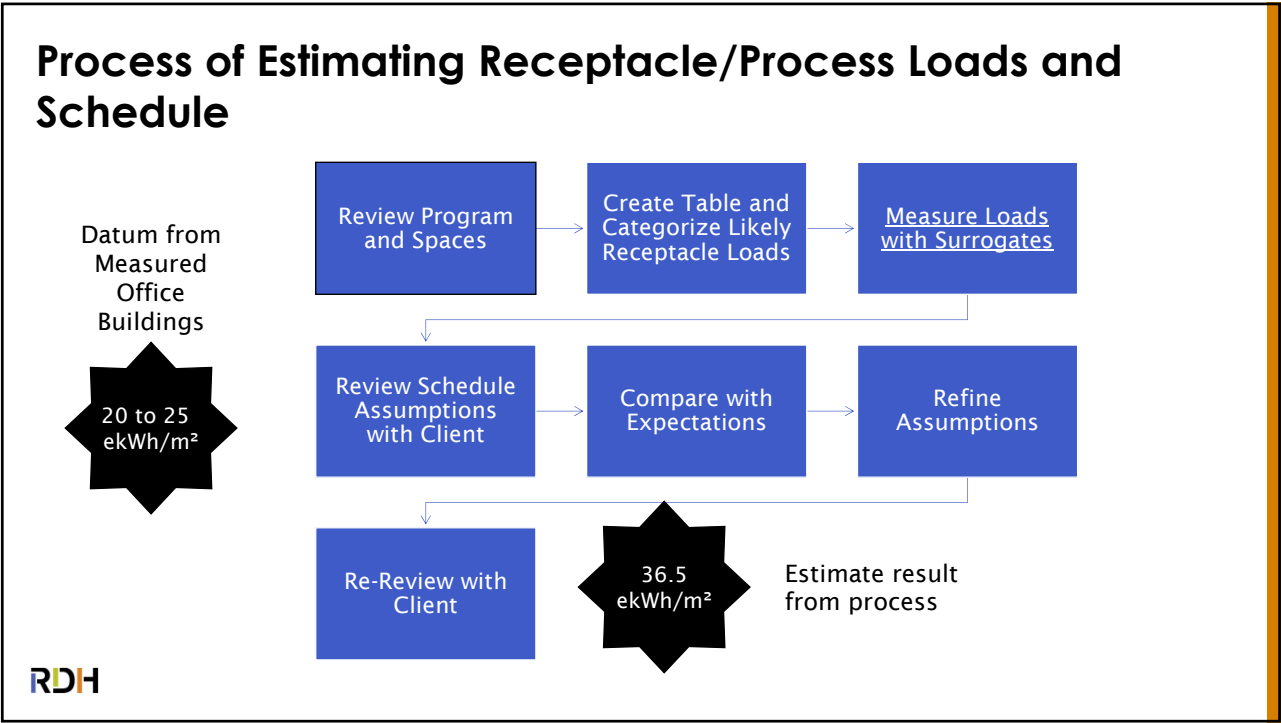 Process of Estimating Receptacle/Process Loads and
Schedule
Datum from
Measured
Office
Buildings
20 to 25
ekWh/m²
Review Program
and Spaces
Create Table and
Categorize Likely
Receptacle Loads
Measure Loads
with Surrogates
Review Schedule
Assumptions
with Client
Compare with
Expectations
Refine
Assumptions
Re-Review with
Client
36.5
ekWh/m²
Estimate result
from process
RDH